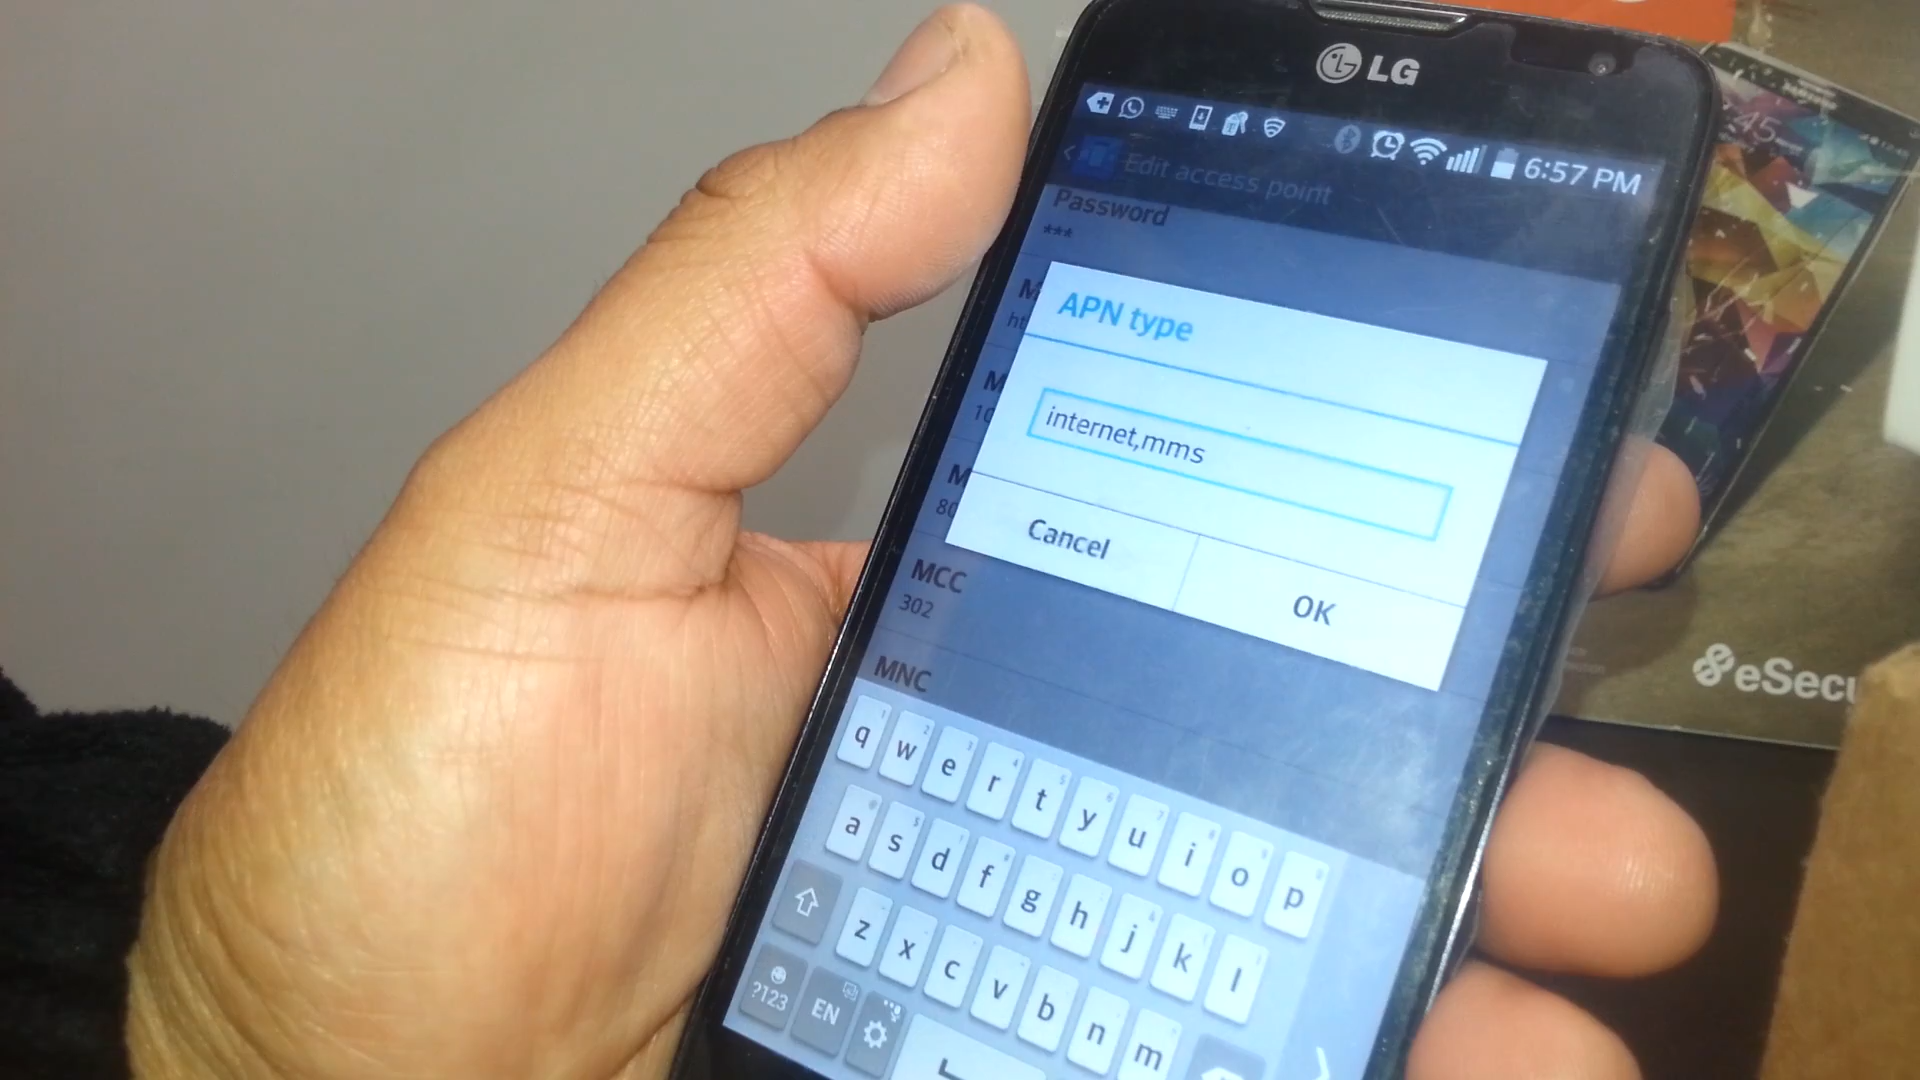 LG
6:57 PM
Edit access point
Password
***
APN type
internet,mms
Cancel
OK
MCC
302
MNC
q w e r t y u i o p
a s d f g h j k l
z x c v b n m
?123 EN
45
eSecu